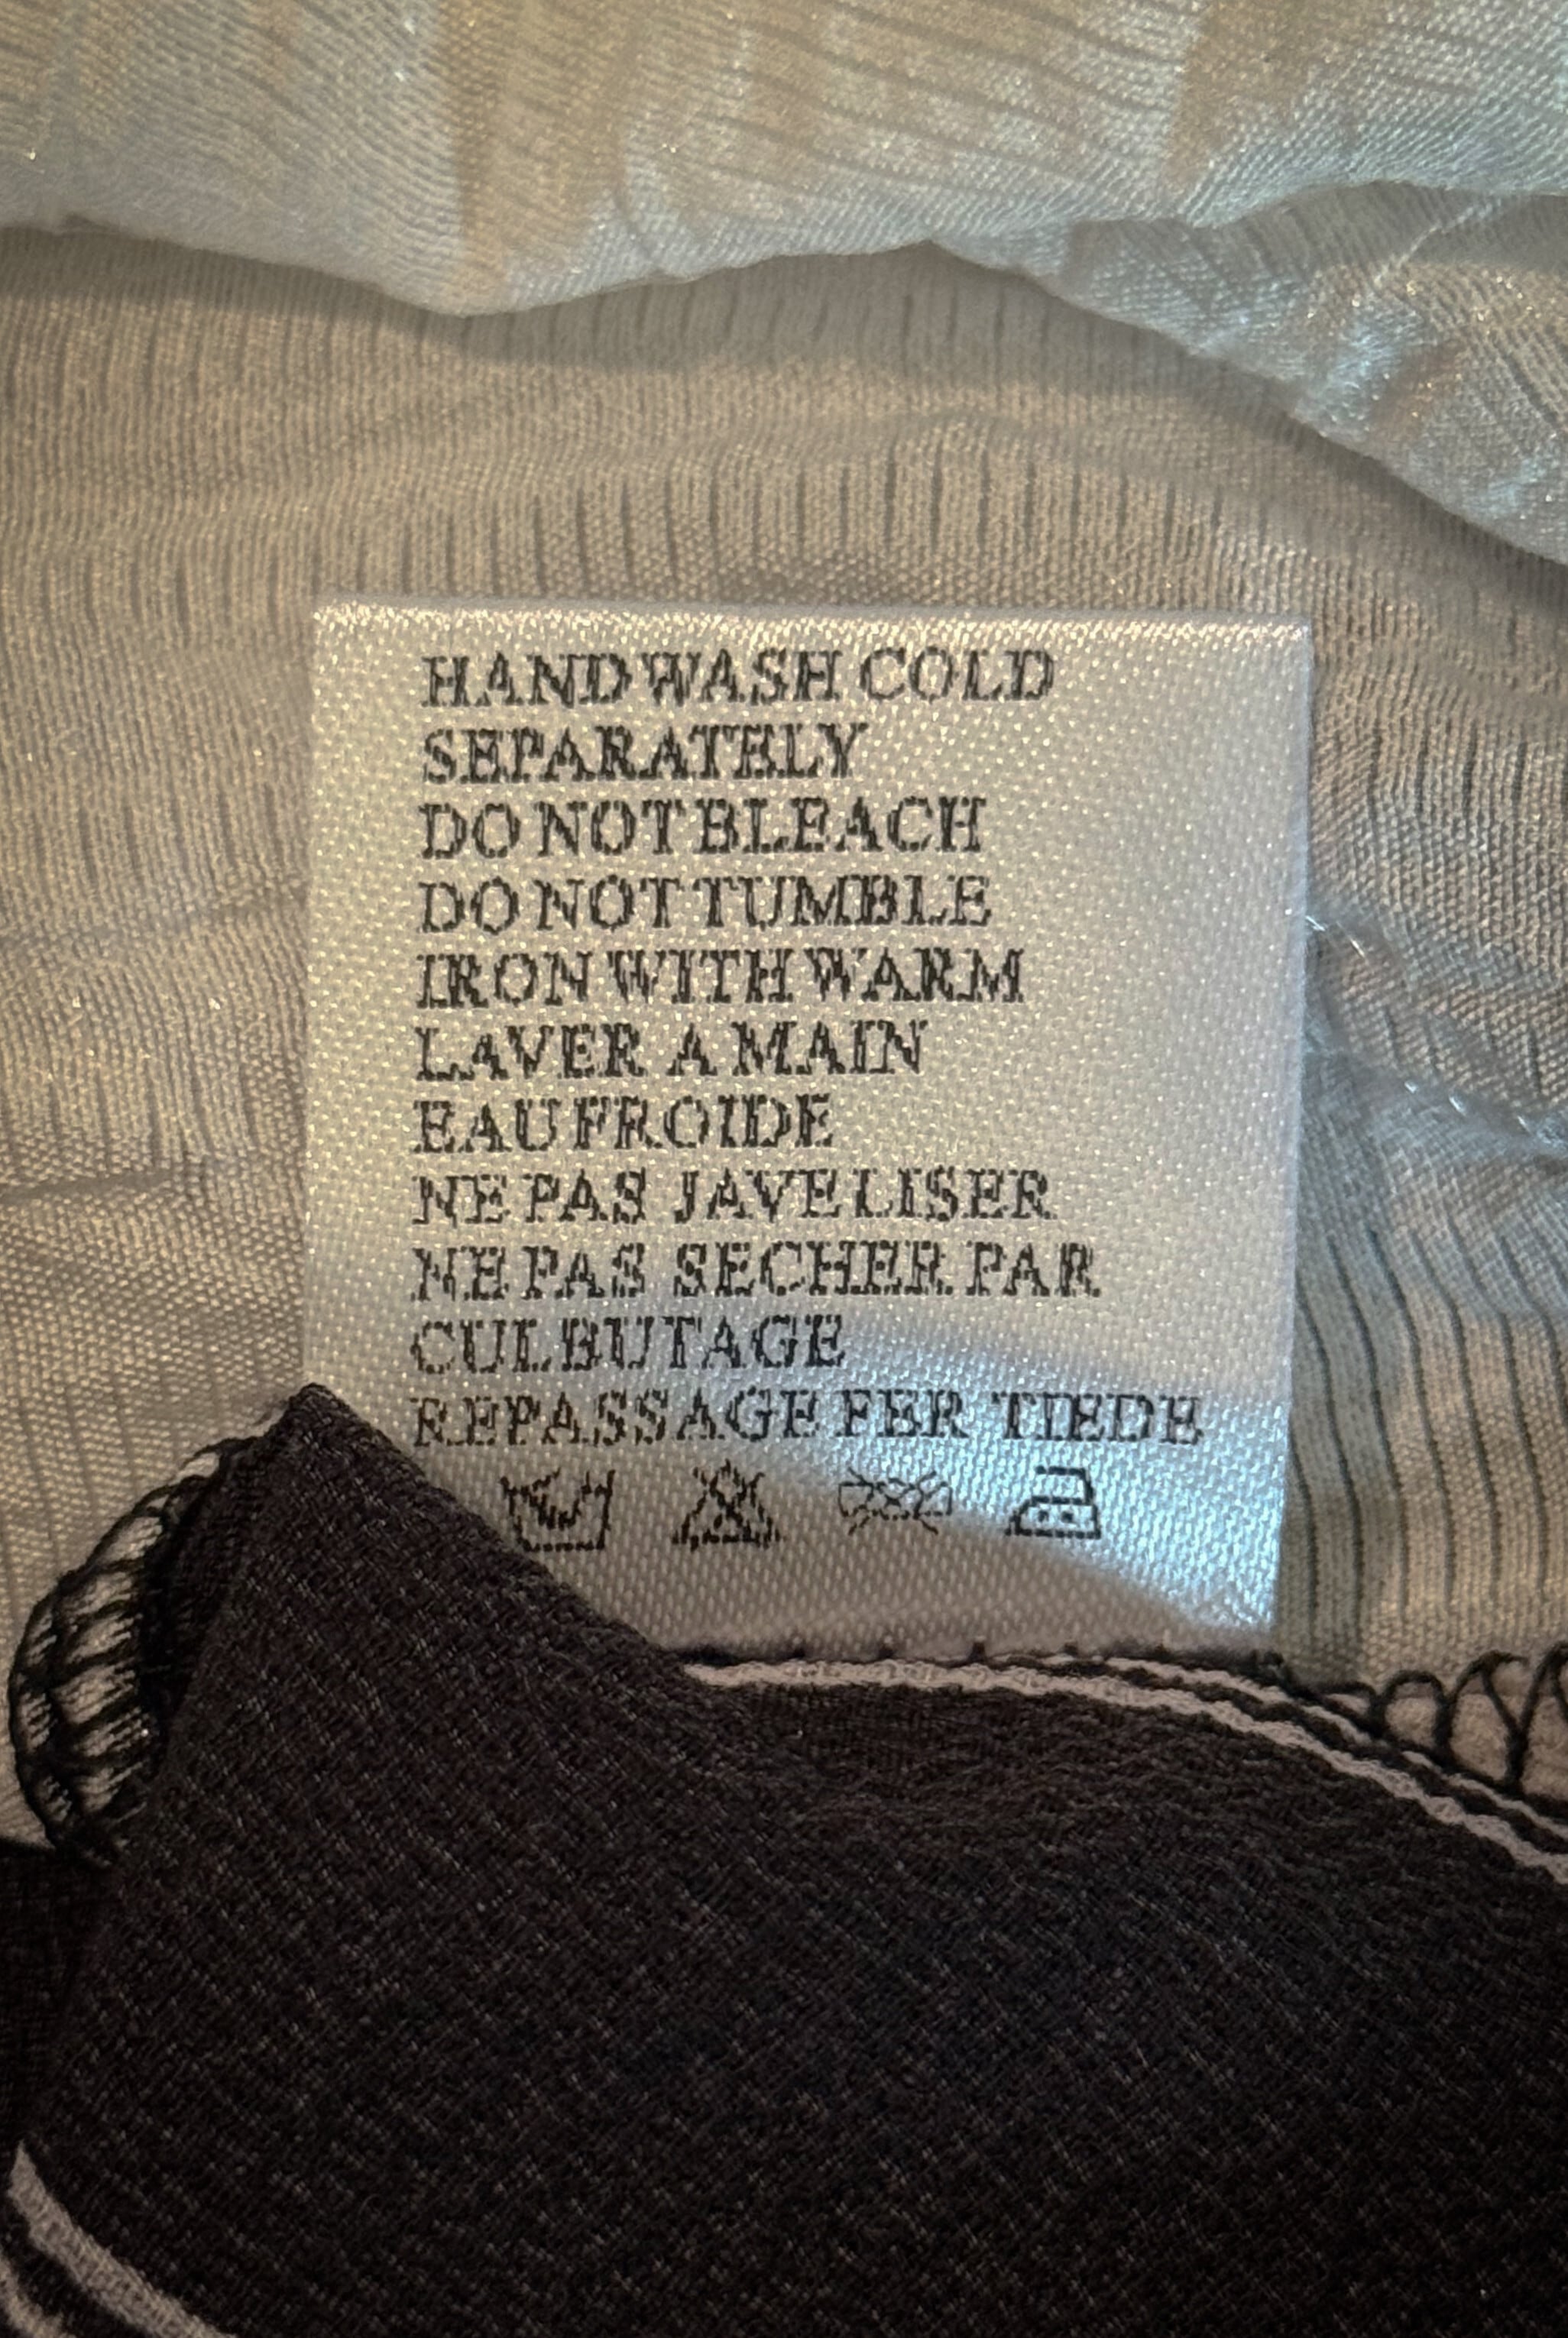 HAND WASH COLD
SEPARATELY
DO NOT BLEACH
DO NOT TUMBLE
IRON WITH WARM
LAVER A MAIN
EAU FROIDE
NE PAS JAVELISER
NE PAS SECHER PAR
CULBUTAGE
REPASSAGE FER TIEDE